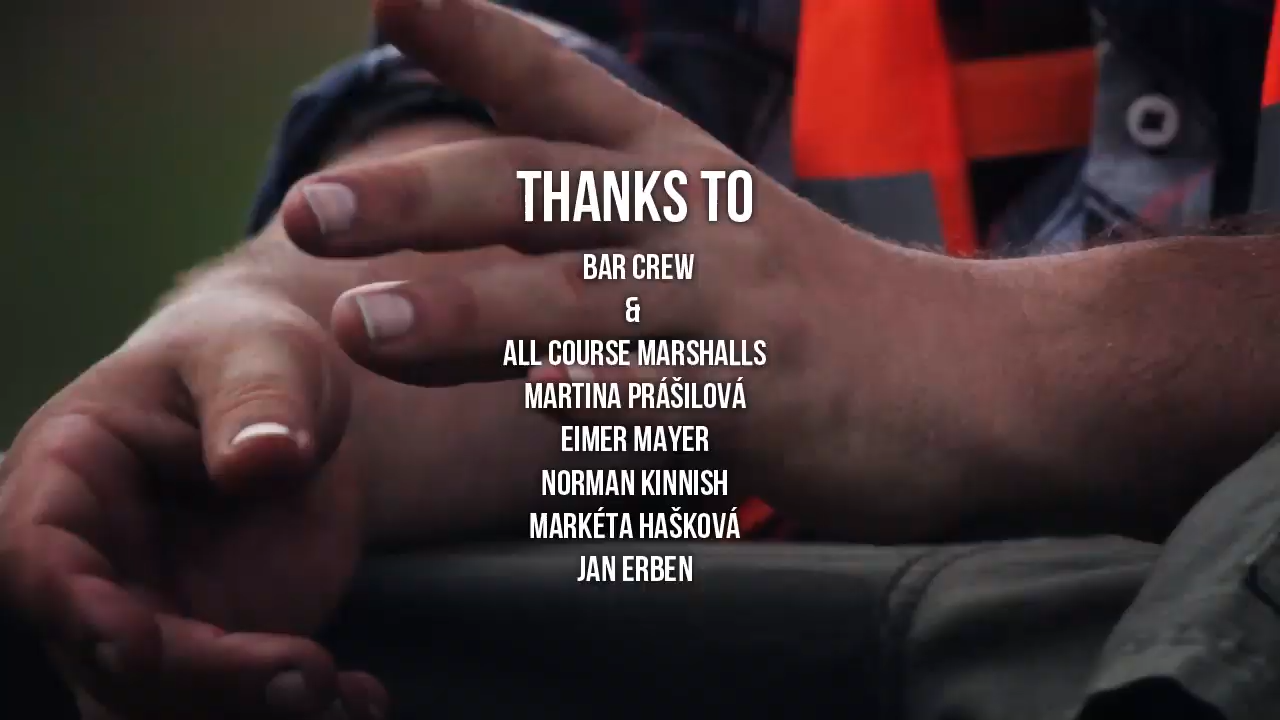 THANKS TO
BAR CREW
&
ALL COURSE MARSHALLS
MARTINA PRÁŠILOVÁ
EIMER MAYER
NORMAN KINNISH
MARKÉTA HAŠKOVÁ
JAN ERBEN